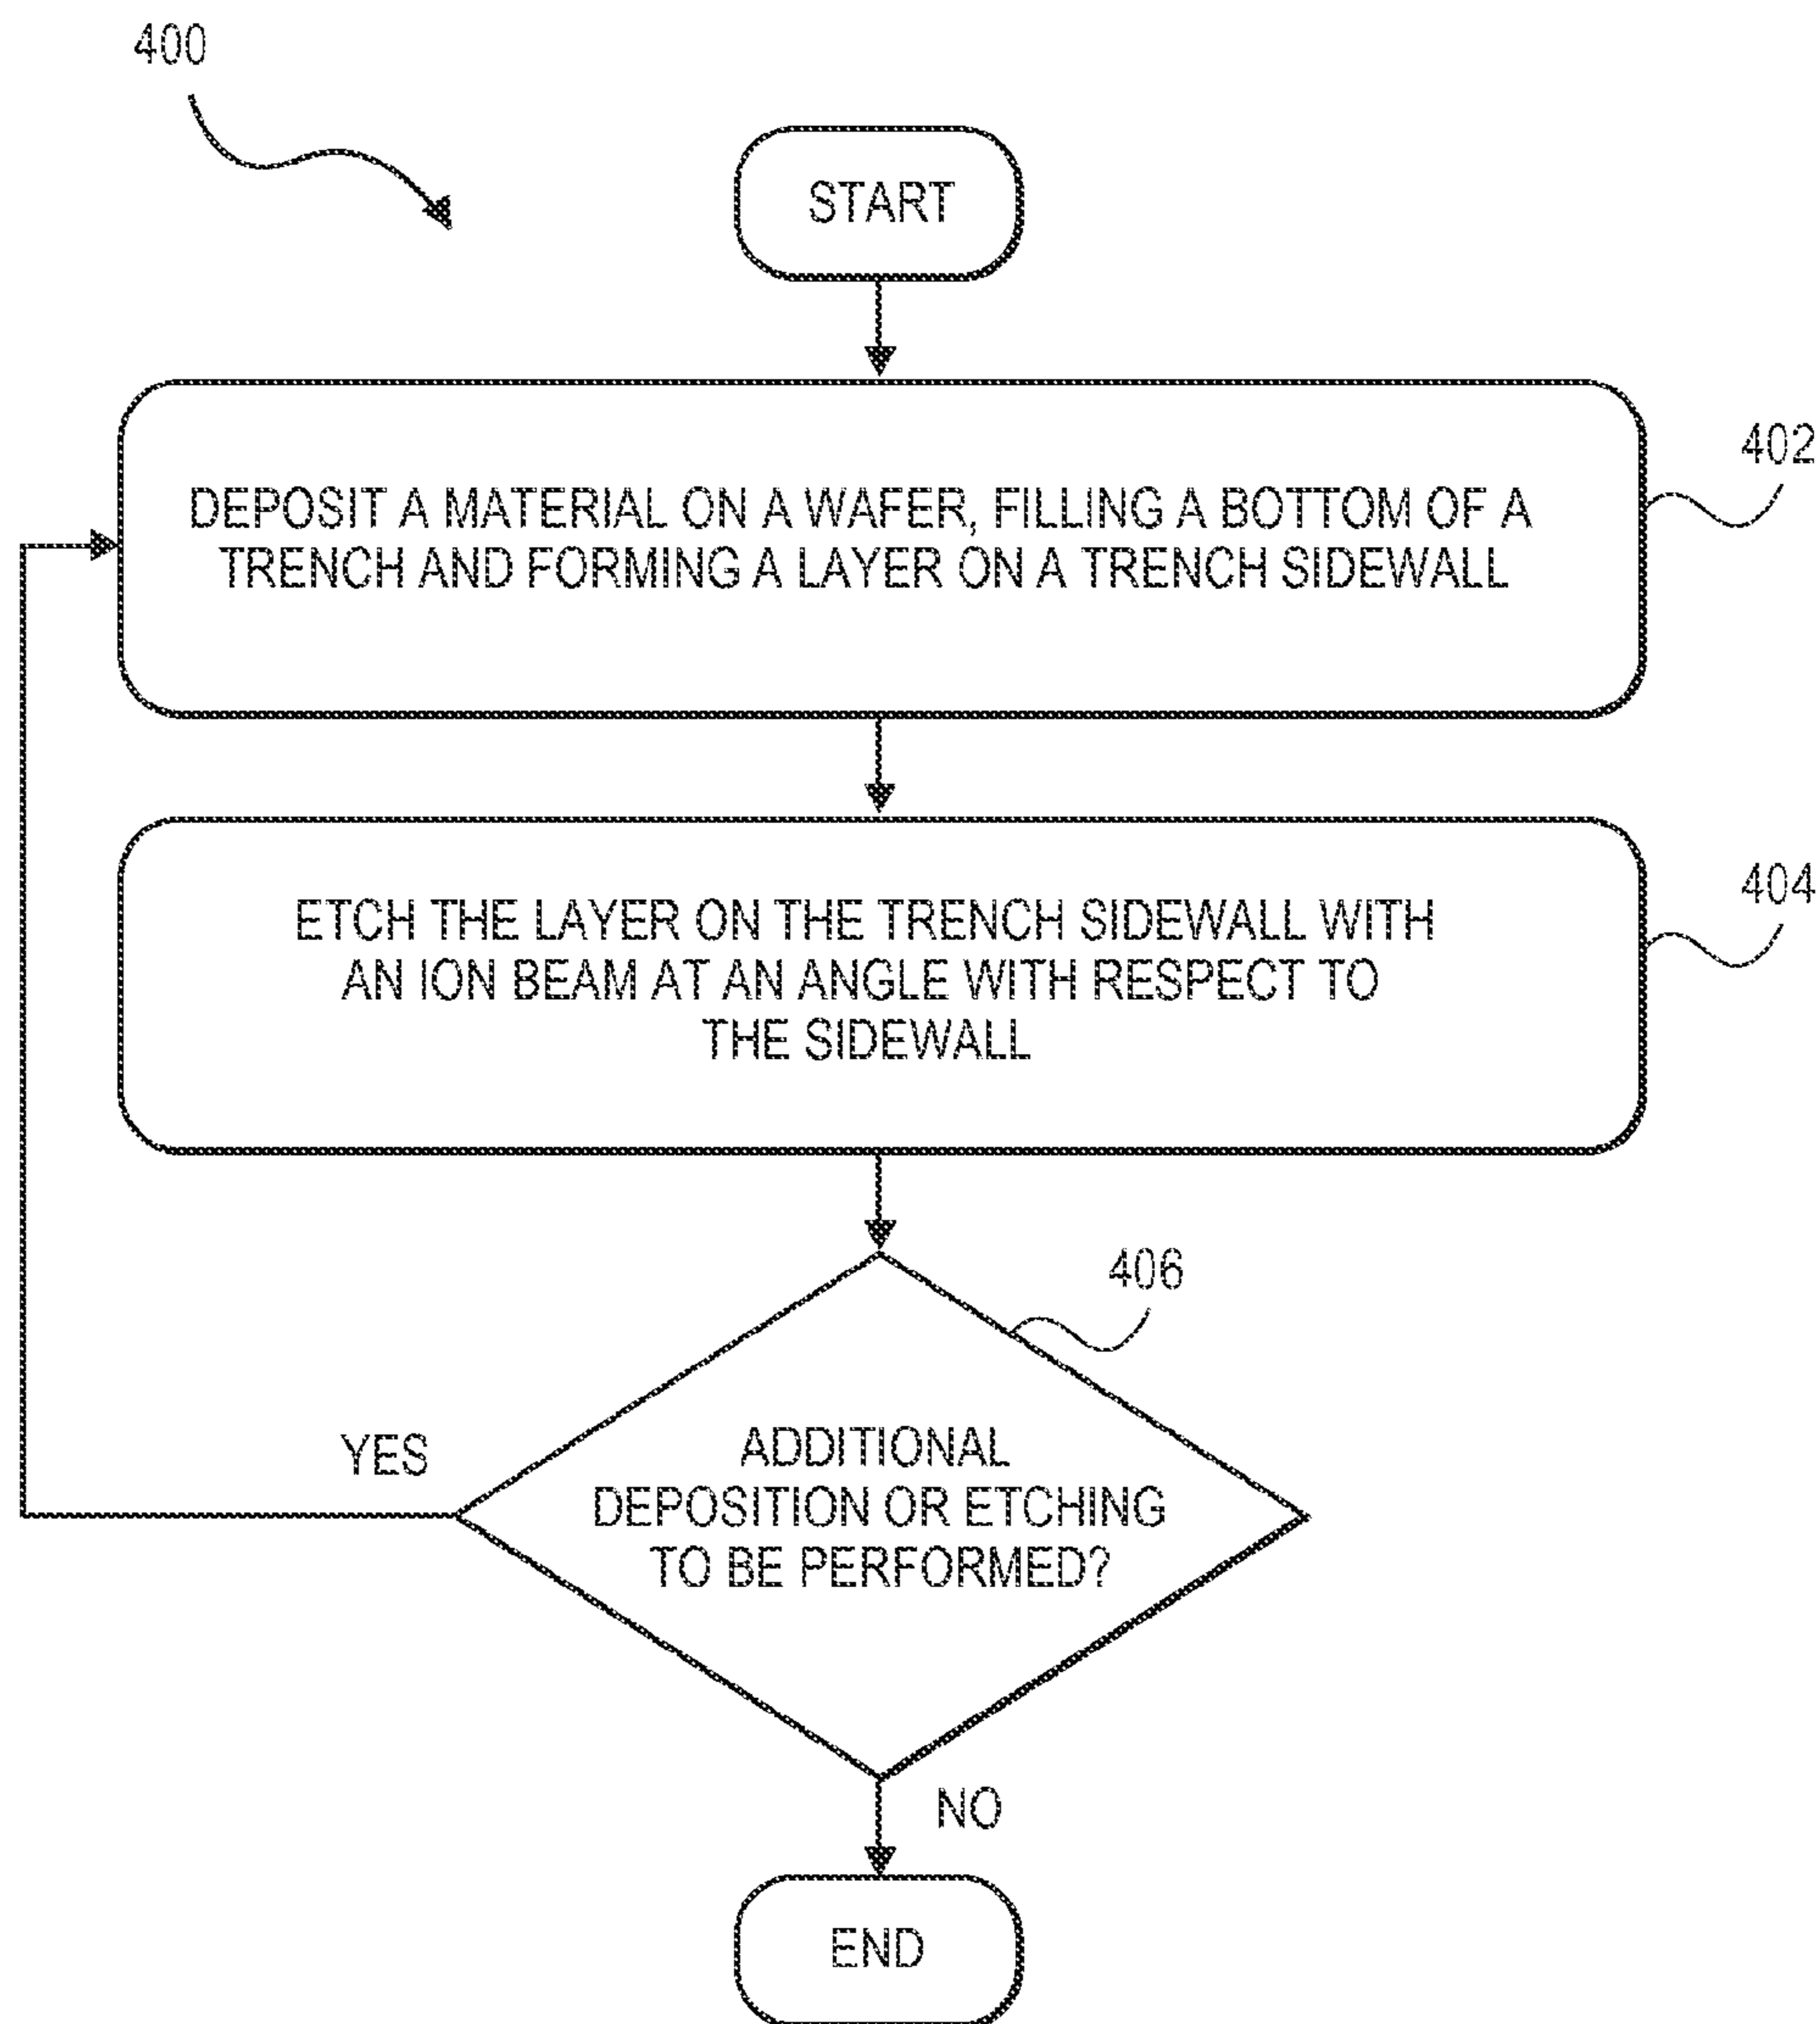 400
START
402
DEPOSIT A MATERIAL ON A WAFER, FILLING A BOTTOM OF A
TRENCH AND FORMING A LAYER ON A TRENCH SIDEWALL
404
ETCH THE LAYER ON THE TRENCH SIDEWALL WITH
AN ION BEAM AT AN ANGLE WITH RESPECT TO
THE SIDEWALL
406
YES
ADDITIONAL
DEPOSITION OR ETCHING
TO BE PERFORMED?
NO
END